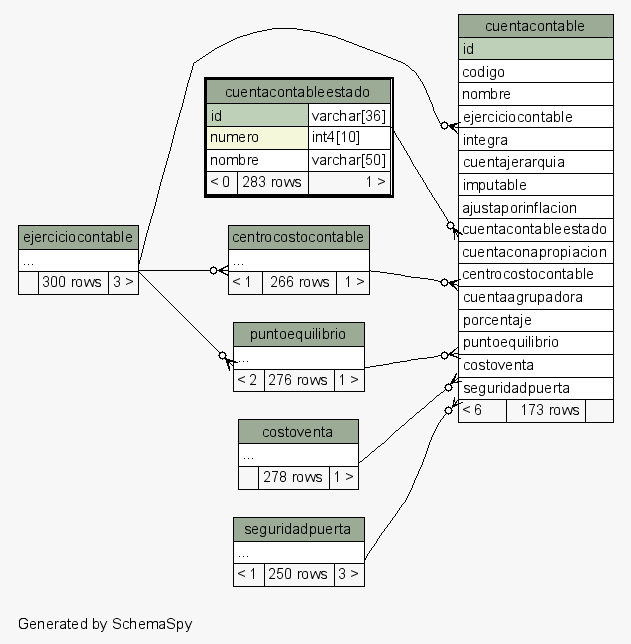 cuentacontable
id
codigo
nombre
ejerciciocontable
integra
cuentajerarquia
imputable
ajustaporinflacion
cuentacontableestado
cuentaconapropiacion
centrocostocontable
cuentaagrupadora
porcentaje
puntoequilibrio
costoventa
seguridadpuerta
< 6 173 rows
cuentacontableestado
id varchar[36]
numero int4[10]
nombre varchar[50]
< 0 283 rows 1 >
ejerciciocontable
...
300 rows 3 >
centrocostocontable
...
< 1 266 rows 1 >
puntoequilibrio
...
< 2 276 rows 1 >
costoventa
...
278 rows 1 >
seguridadpuerta
...
< 1 250 rows 3 >
Generated by SchemaSpy